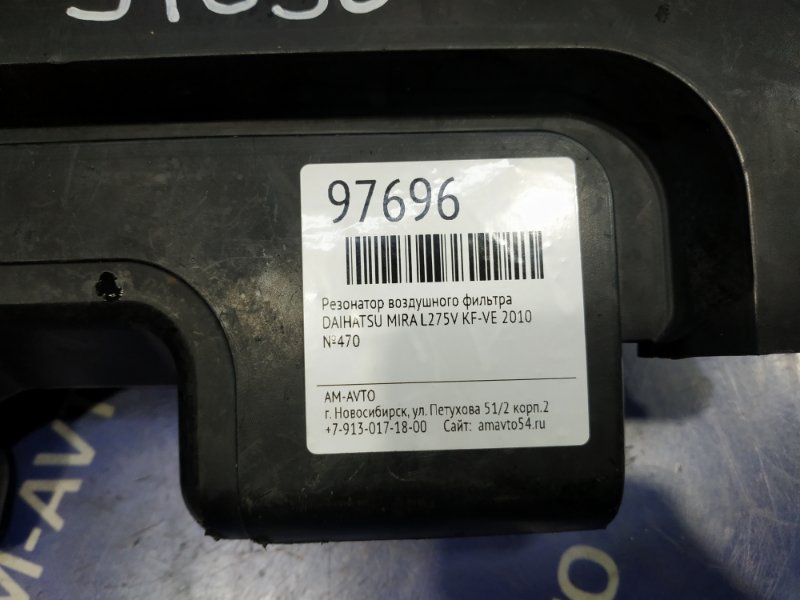 97696
Резонатор воздушного фильтра
DAIHATSU MIRA L275V KF-VE 2010
№470
AM-AVTO
г. Новосибирск, ул. Петухова 51/2 корп.2
+7-913-017-18-00 Сайт: amavto54.ru